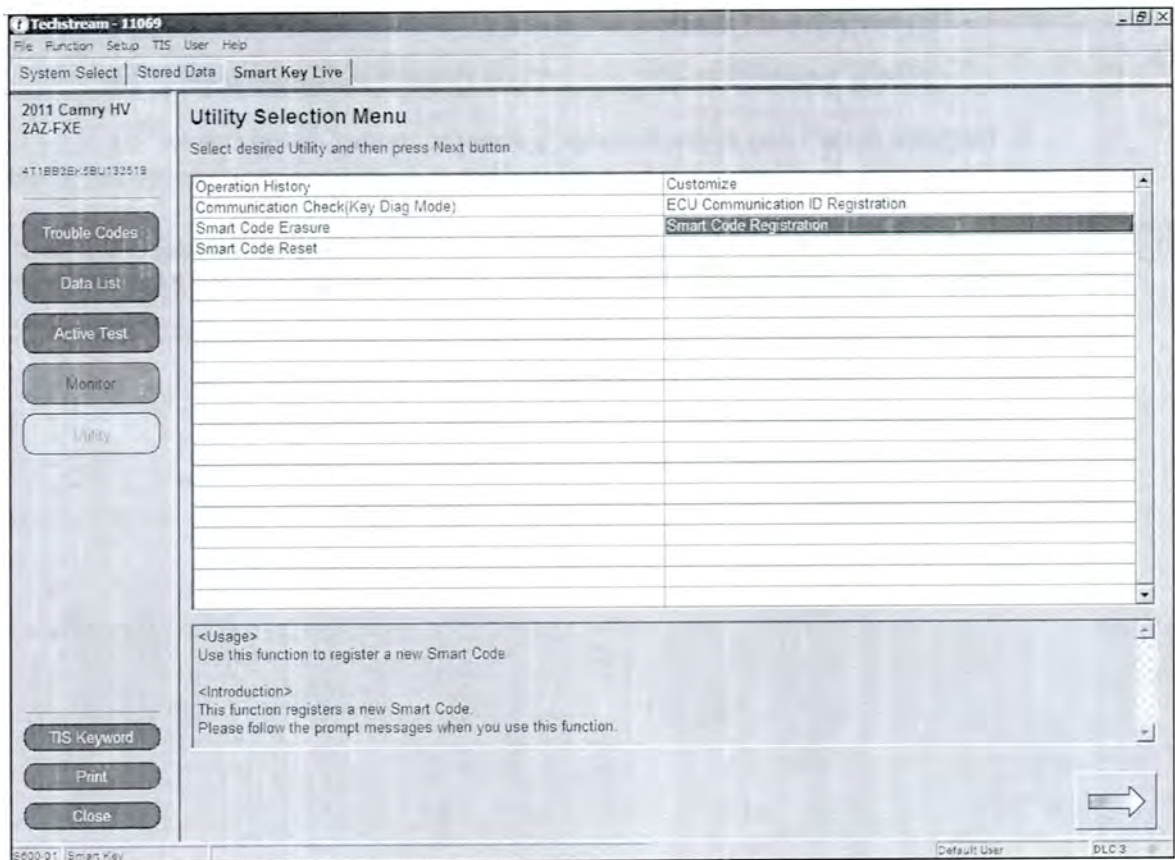 Techstream - 11069
File Function Setup TIS User Help
System Select Stored Data Smart Key Live
2011 Camry HV
2AZ-FXE
Trouble Codes
Data List
Active Test
Monitor
Utility
TIS Keyword
Print
Close
Utility Selection Menu
Select desired Utility and then press Next button.
Operation History Customize
Communication Check(Key Diag Mode) ECU Communication ID Registration
Smart Code Erasure Smart Code Registration
Smart Code Reset
<Usage>
Use this function to register a new Smart Code
<Introduction>
This function registers a new Smart Code.
Please follow the prompt messages when you use this function.
S600-01 Smart Key Default User DLC 3